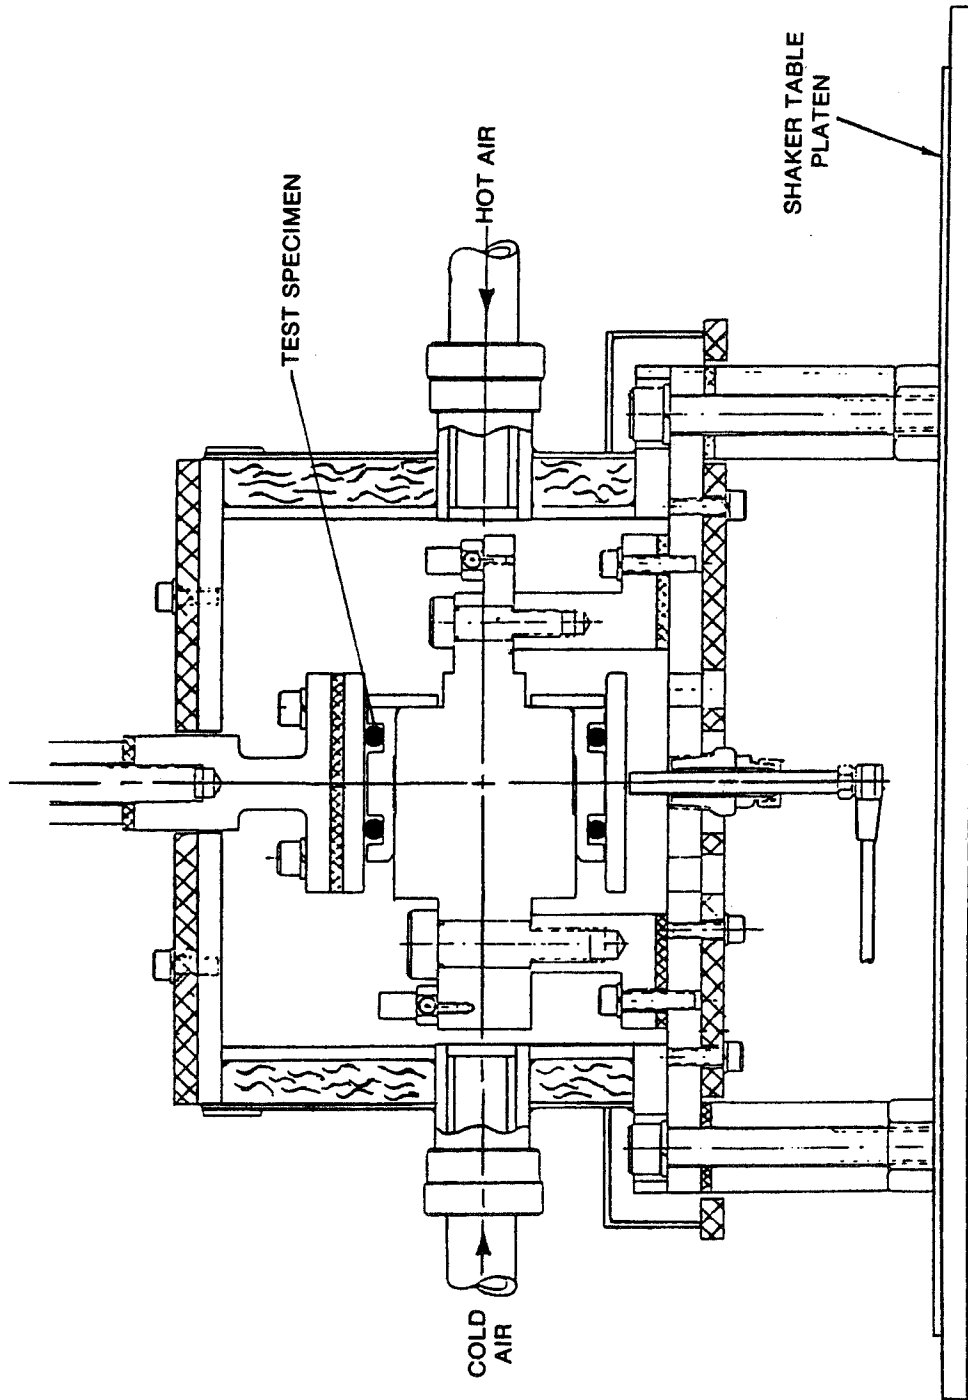 TEST SPECIMEN
HOT AIR
SHAKER TABLE
PLATEN
COLD
AIR